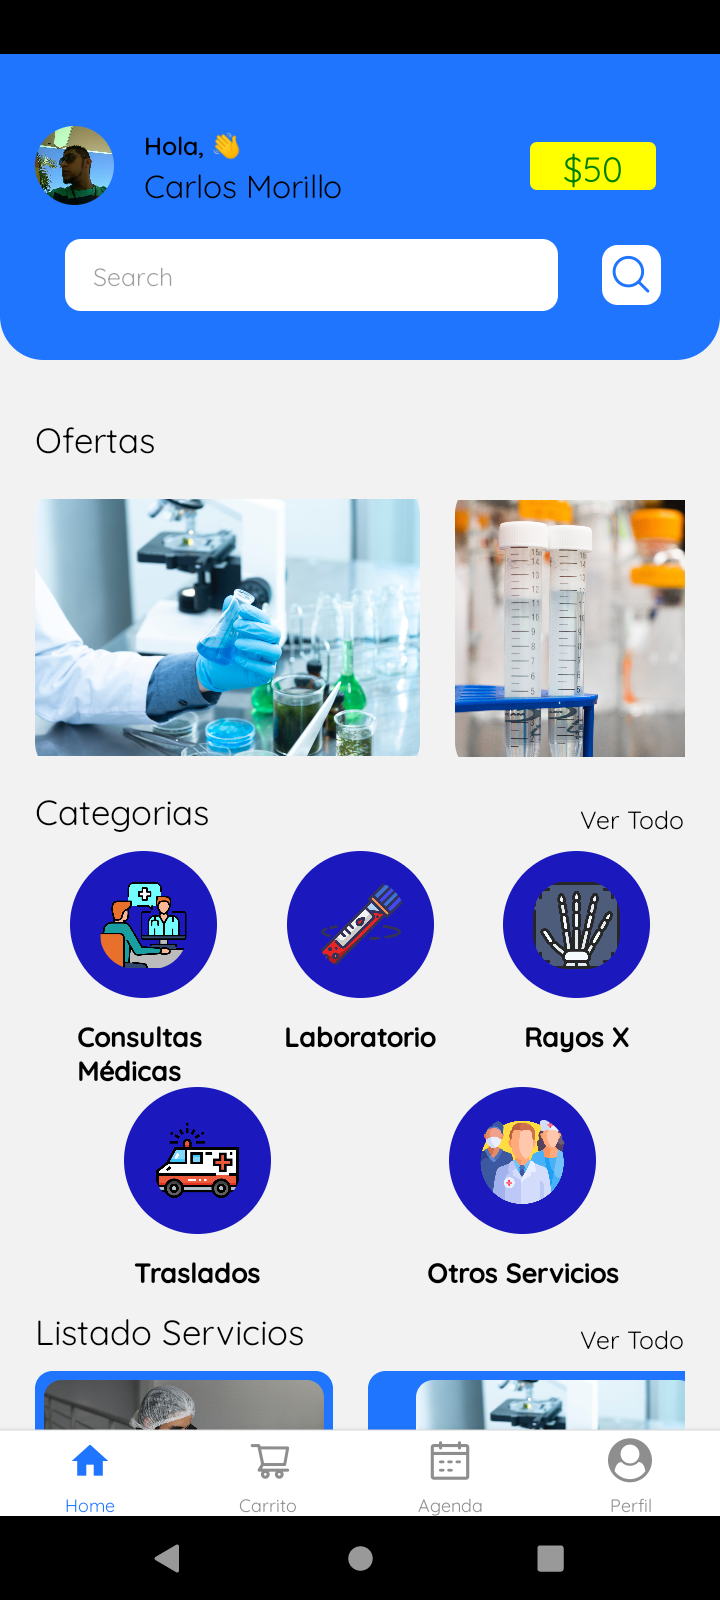 Hola, 👋
Carlos Morillo
$50
Search
Ofertas
Categorias
Ver Todo
Consultas
Médicas
Laboratorio
Rayos X
Traslados
Otros Servicios
Listado Servicios
Ver Todo
Home
Carrito
Agenda
Perfil